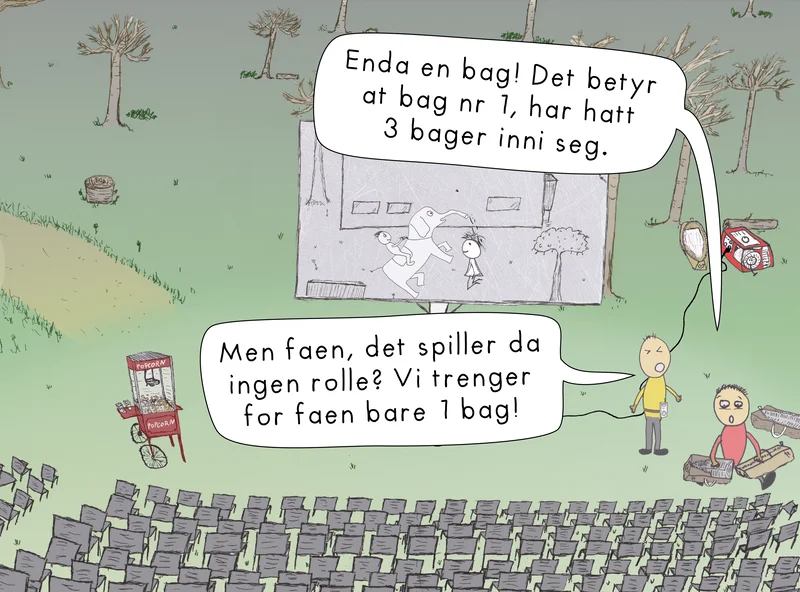 Enda en bag! Det betyr
at bag nr 1, har hatt
3 bager inni seg.
Men faen, det spiller da
ingen rolle? Vi trenger
for faen bare 1 bag!
POPCORN
POPCORN